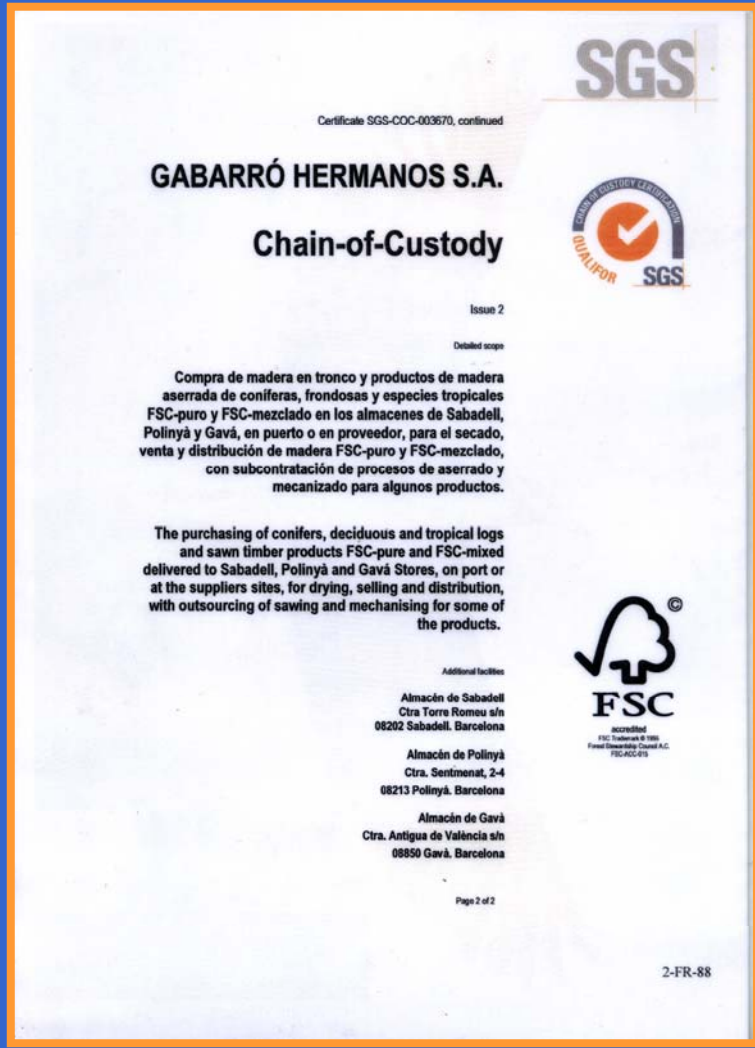 SGS
Certificate SGS-COC-003670, continued
GABARRÓ HERMANOS S.A.
Chain-of-Custody
CHAIN OF CUSTODY CERTIFICATION
QUALIFOR
SGS
Issue 2
Detailed scope
Compra de madera en tronco y productos de madera
aserrada de coníferas, frondosas y especies tropicales
FSC-puro y FSC-mezclado en los almacenes de Sabadell,
Polinyà y Gavá, en puerto o en proveedor, para el secado,
venta y distribución de madera FSC-puro y FSC-mezclado,
con subcontratación de procesos de aserrado y
mecanizado para algunos productos.
The purchasing of conifers, deciduous and tropical logs
and sawn timber products FSC-pure and FSC-mixed
delivered to Sabadell, Polinyà and Gavá Stores, on port or
at the suppliers sites, for drying, selling and distribution,
with outsourcing of sawing and mechanising for some of
the products.
©
FSC
accredited
FSC Trademark © 1996
Forest Stewardship Council A.C.
FSC-ACC-015
Additional facilities
Almacén de Sabadell
Ctra Torre Romeu s/n
08202 Sabadell. Barcelona
Almacén de Polinyà
Ctra. Sentmenat, 2-4
08213 Polinyá. Barcelona
Almacén de Gavà
Ctra. Antigua de València s/n
08850 Gavà. Barcelona
Page 2 of 2
2-FR-88